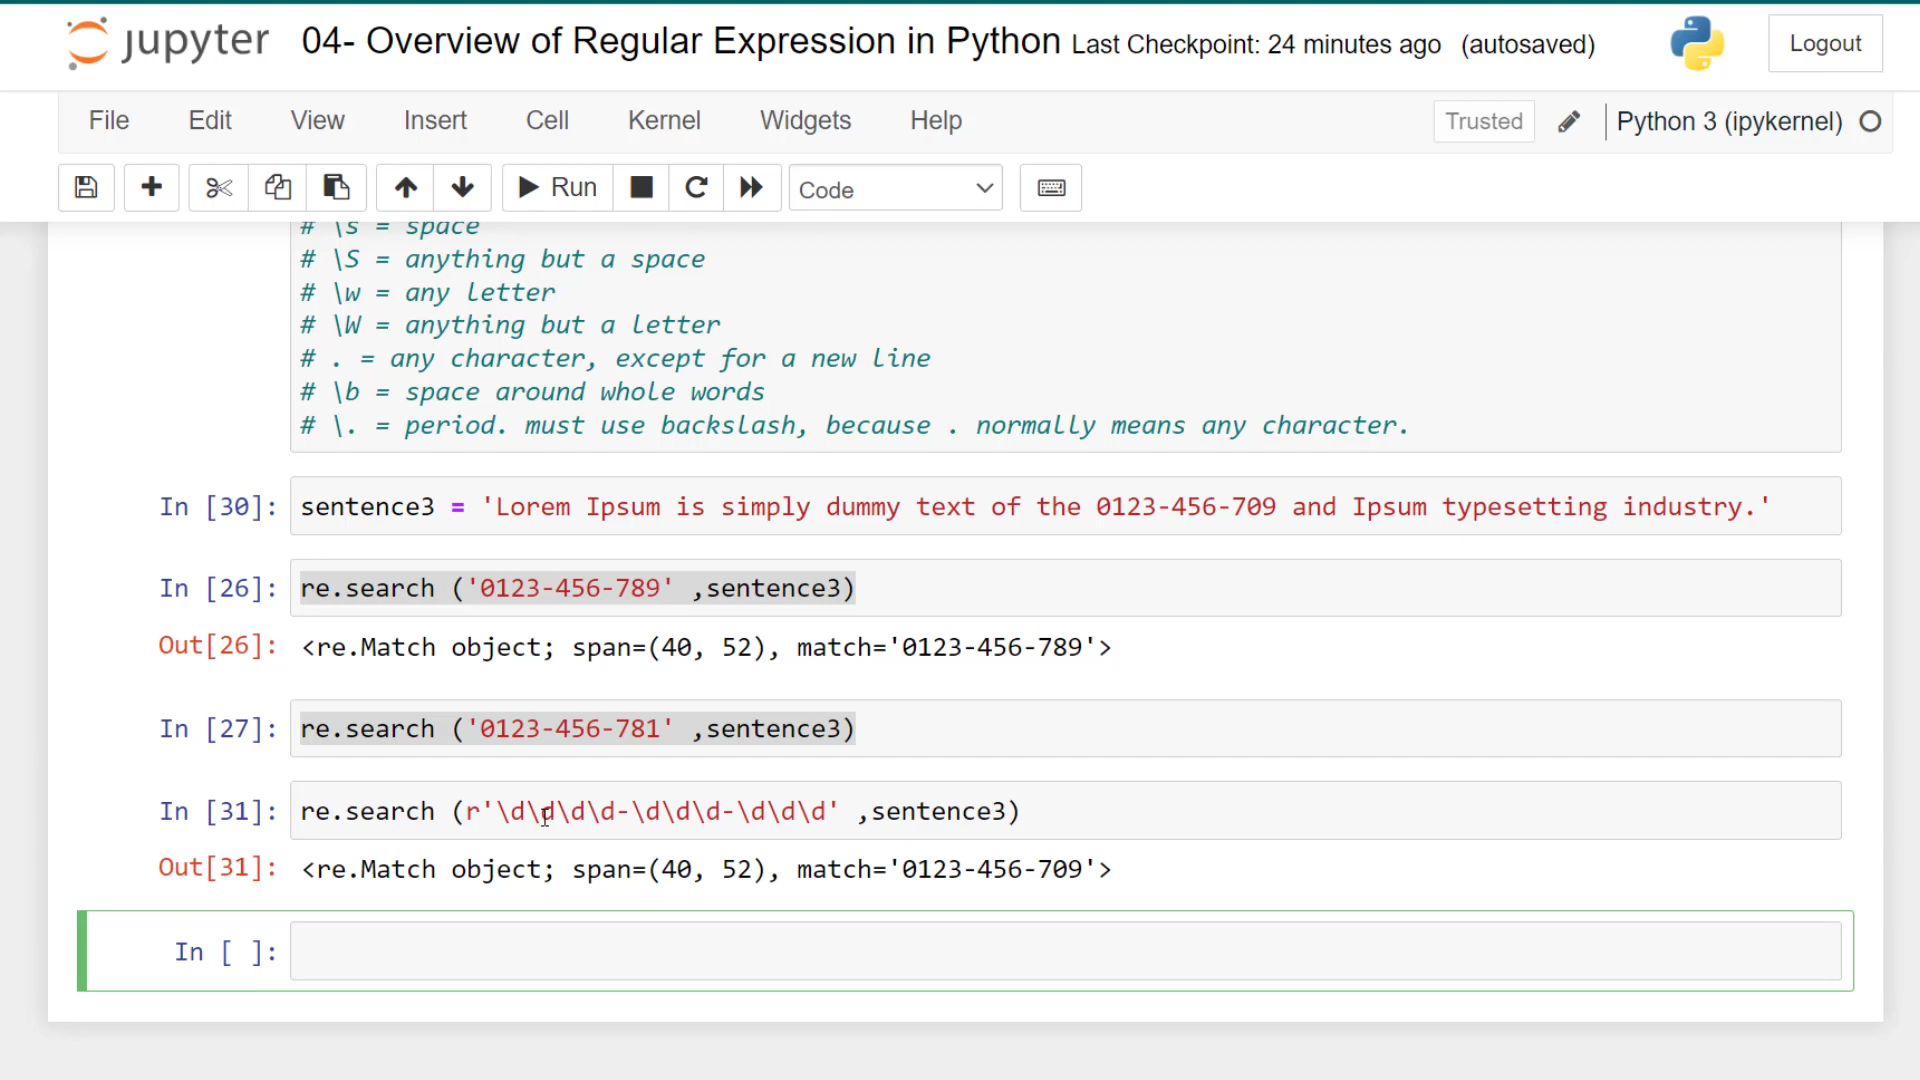 jupyter 04- Overview of Regular Expression in Python Last Checkpoint: 24 minutes ago (autosaved) Logout
File Edit View Insert Cell Kernel Widgets Help Trusted Python 3 (ipykernel)
Run Code
# \s = space
# \S = anything but a space
# \w = any letter
# \W = anything but a letter
# . = any character, except for a new line
# \b = space around whole words
# \. = period. must use backslash, because . normally means any character.
In [30]: sentence3 = 'Lorem Ipsum is simply dummy text of the 0123-456-709 and Ipsum typesetting industry.'
In [26]: re.search ('0123-456-789' ,sentence3)
Out[26]: <re.Match object; span=(40, 52), match='0123-456-789'>
In [27]: re.search ('0123-456-781' ,sentence3)
In [31]: re.search (r'\d\d\d\d-\d\d\d-\d\d\d' ,sentence3)
Out[31]: <re.Match object; span=(40, 52), match='0123-456-709'>
In [ ]: